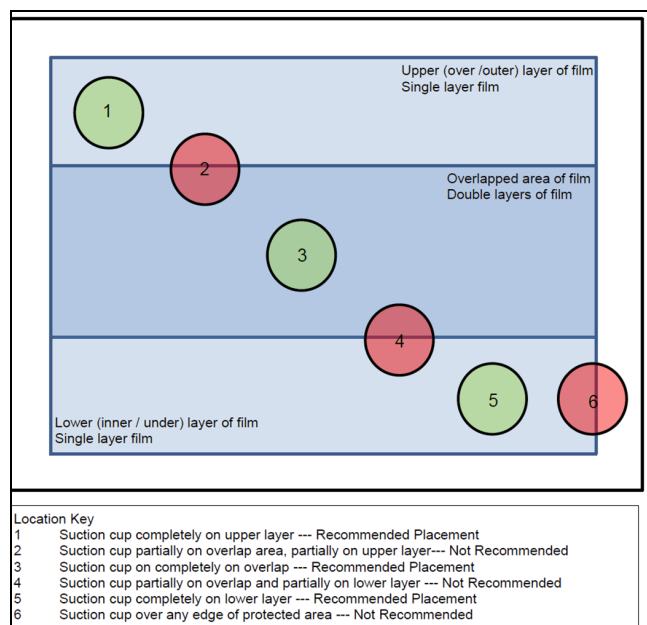 Upper (over /outer) layer of film
Single layer film
1
2
Overlapped area of film
Double layers of film
3
4
5
6
Lower (inner / under) layer of film
Single layer film
Location Key
1 Suction cup completely on upper layer --- Recommended Placement
2 Suction cup partially on overlap area, partially on upper layer--- Not Recommended
3 Suction cup on completely on overlap --- Recommended Placement
4 Suction cup partially on overlap and partially on lower layer --- Not Recommended
5 Suction cup completely on lower layer --- Recommended Placement
6 Suction cup over any edge of protected area --- Not Recommended